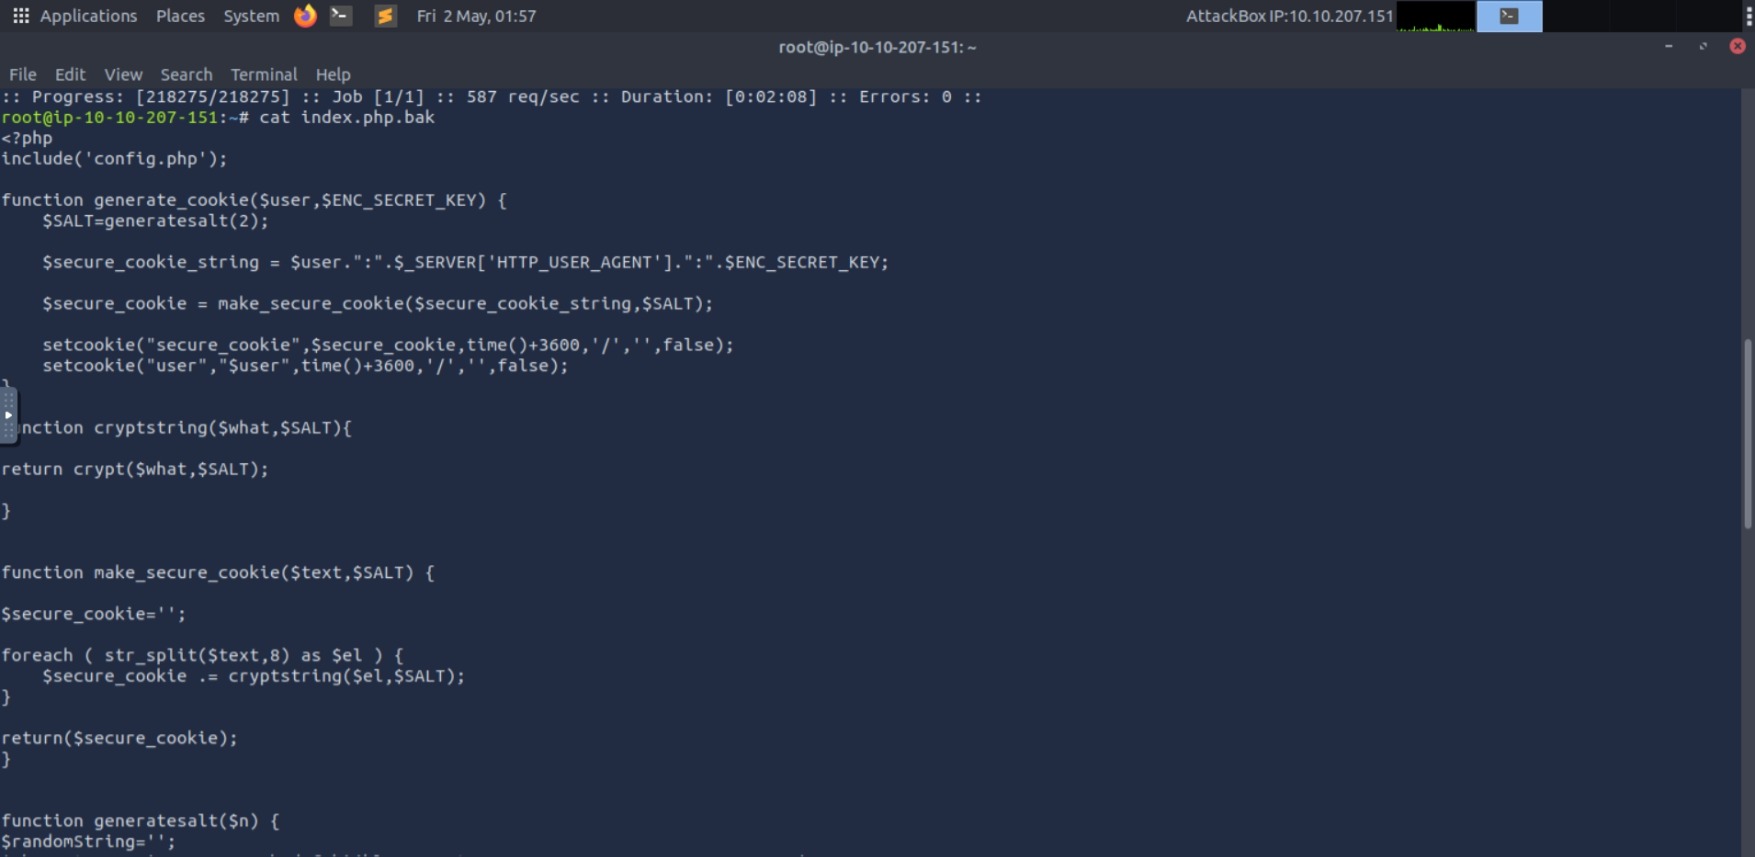 Applications Places System Fri 2 May, 01:57 AttackBox IP:10.10.207.151
root@ip-10-10-207-151: ~
File Edit View Search Terminal Help
:: Progress: [218275/218275] :: Job [1/1] :: 587 req/sec :: Duration: [0:02:08] :: Errors: 0 ::
root@ip-10-10-207-151:~# cat index.php.bak
<?php
include('config.php');
function generate_cookie($user,$ENC_SECRET_KEY) {
$SALT=generatesalt(2);
$secure_cookie_string = $user.":".$_SERVER['HTTP_USER_AGENT'].":".$ENC_SECRET_KEY;
$secure_cookie = make_secure_cookie($secure_cookie_string,$SALT);
setcookie("secure_cookie",$secure_cookie,time()+3600,'/','',false);
setcookie("user","$user",time()+3600,'/','',false);
}
nction cryptstring($what,$SALT){
return crypt($what,$SALT);
}
function make_secure_cookie($text,$SALT) {
$secure_cookie='';
foreach ( str_split($text,8) as $el ) {
$secure_cookie .= cryptstring($el,$SALT);
}
return($secure_cookie);
}
function generatesalt($n) {
$randomString='';